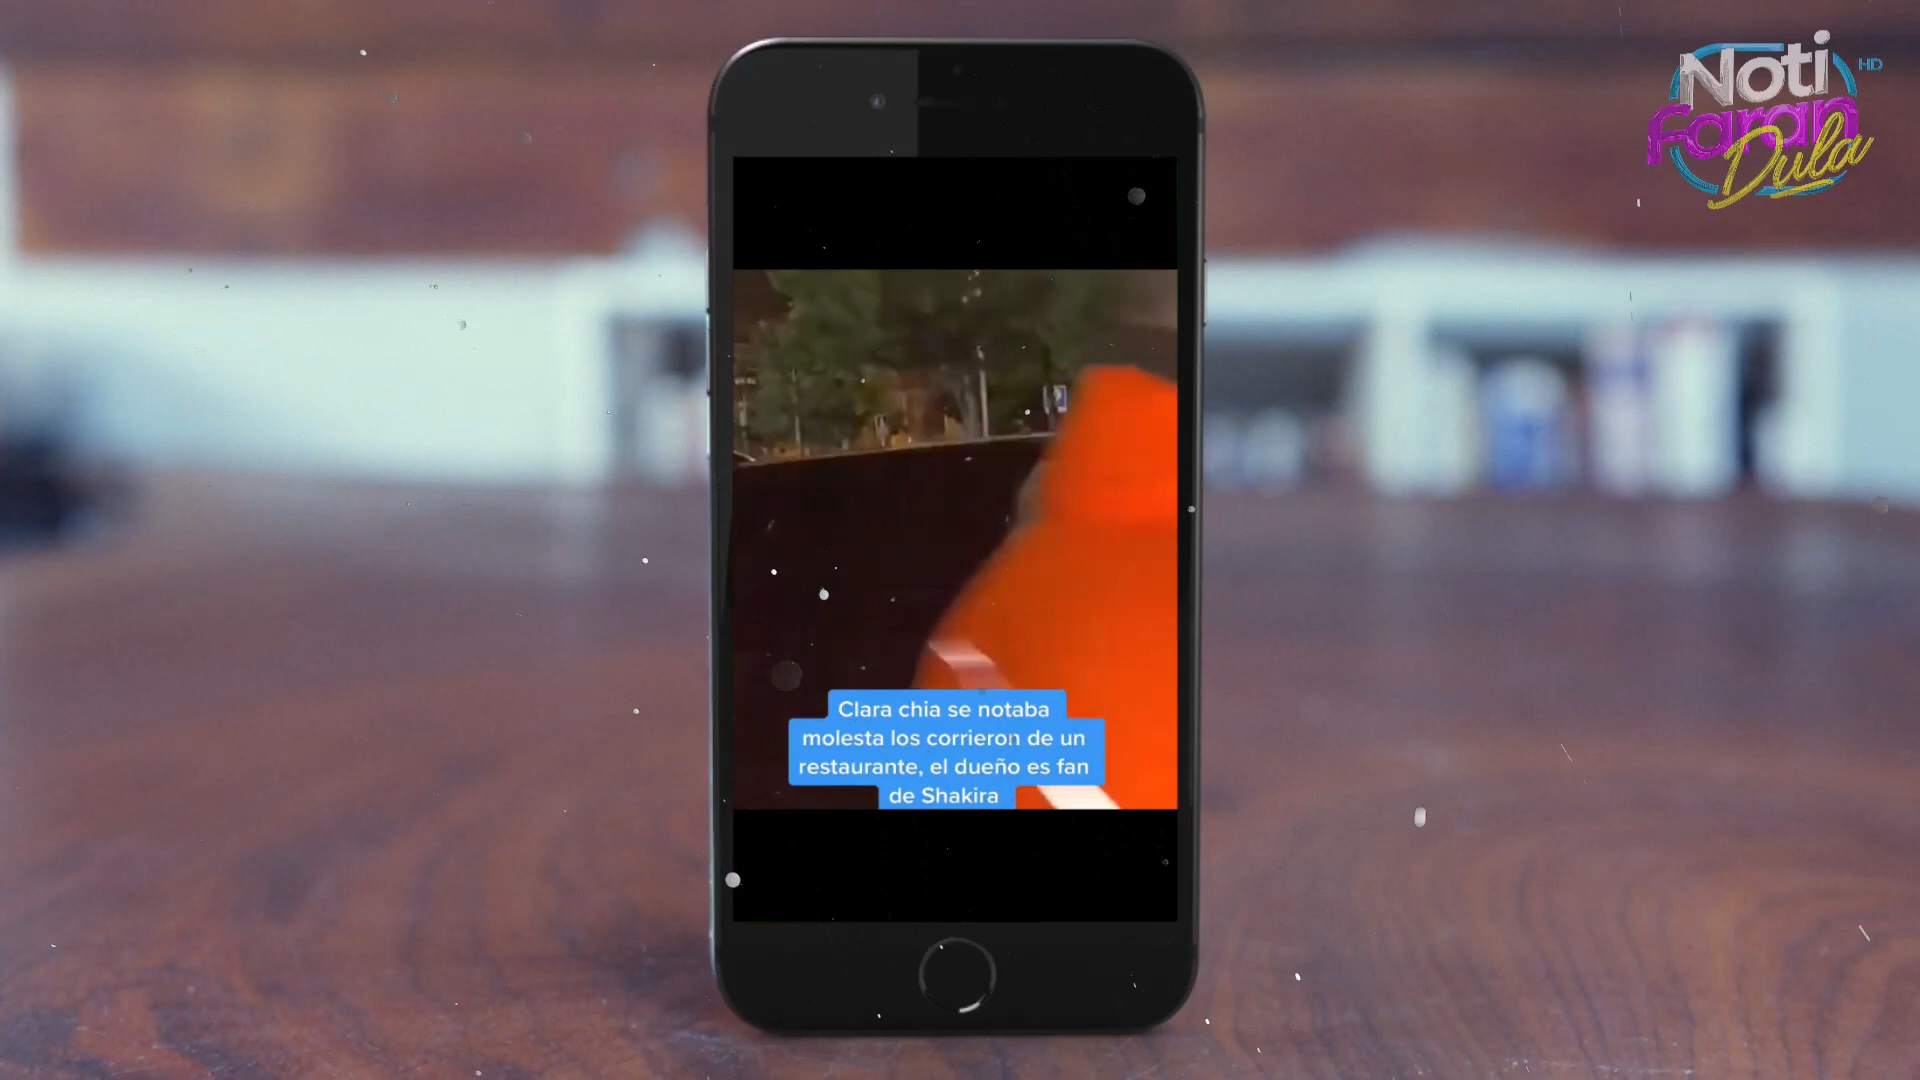 Noti
HD
Faran
Dula
Clara chia se notaba
molesta los corrieron de un
restaurante, el dueño es fan
de Shakira